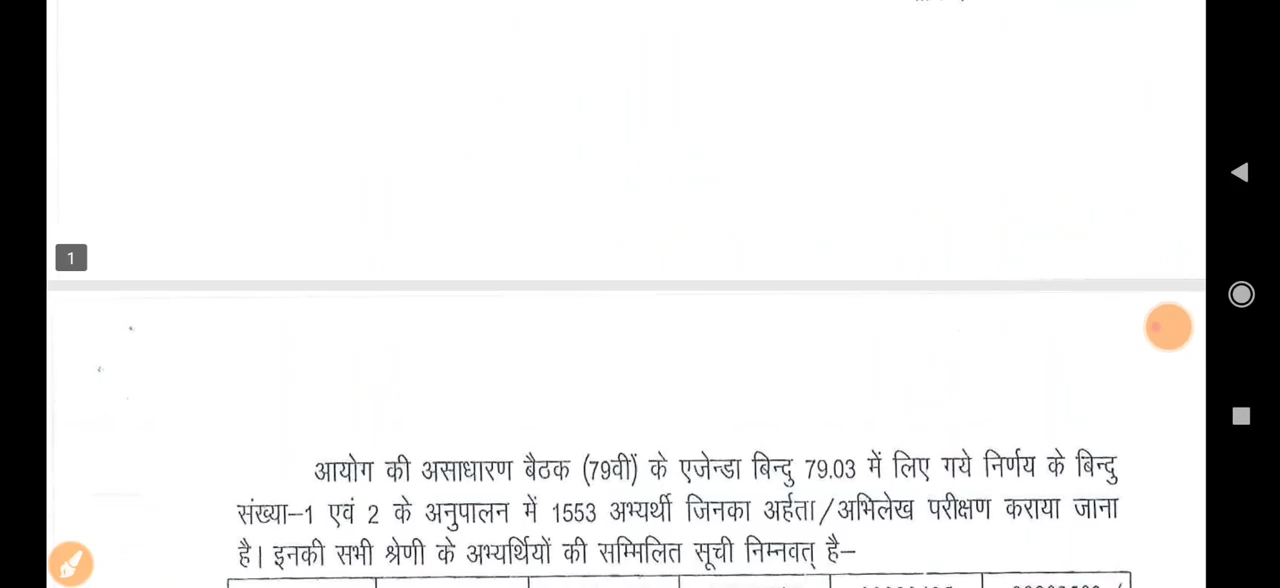 1
आयोग की असाधारण बैठक (79वीं) के एजेन्डा बिन्दु 79.03 में लिए गये निर्णय के बिन्दु
संख्या–1 एवं 2 के अनुपालन में 1553 अभ्यर्थी जिनका अर्हता/अभिलेख परीक्षण कराया जाना
है। इनकी सभी श्रेणी के अभ्यर्थियों की सम्मिलित सूची निम्नवत् है–